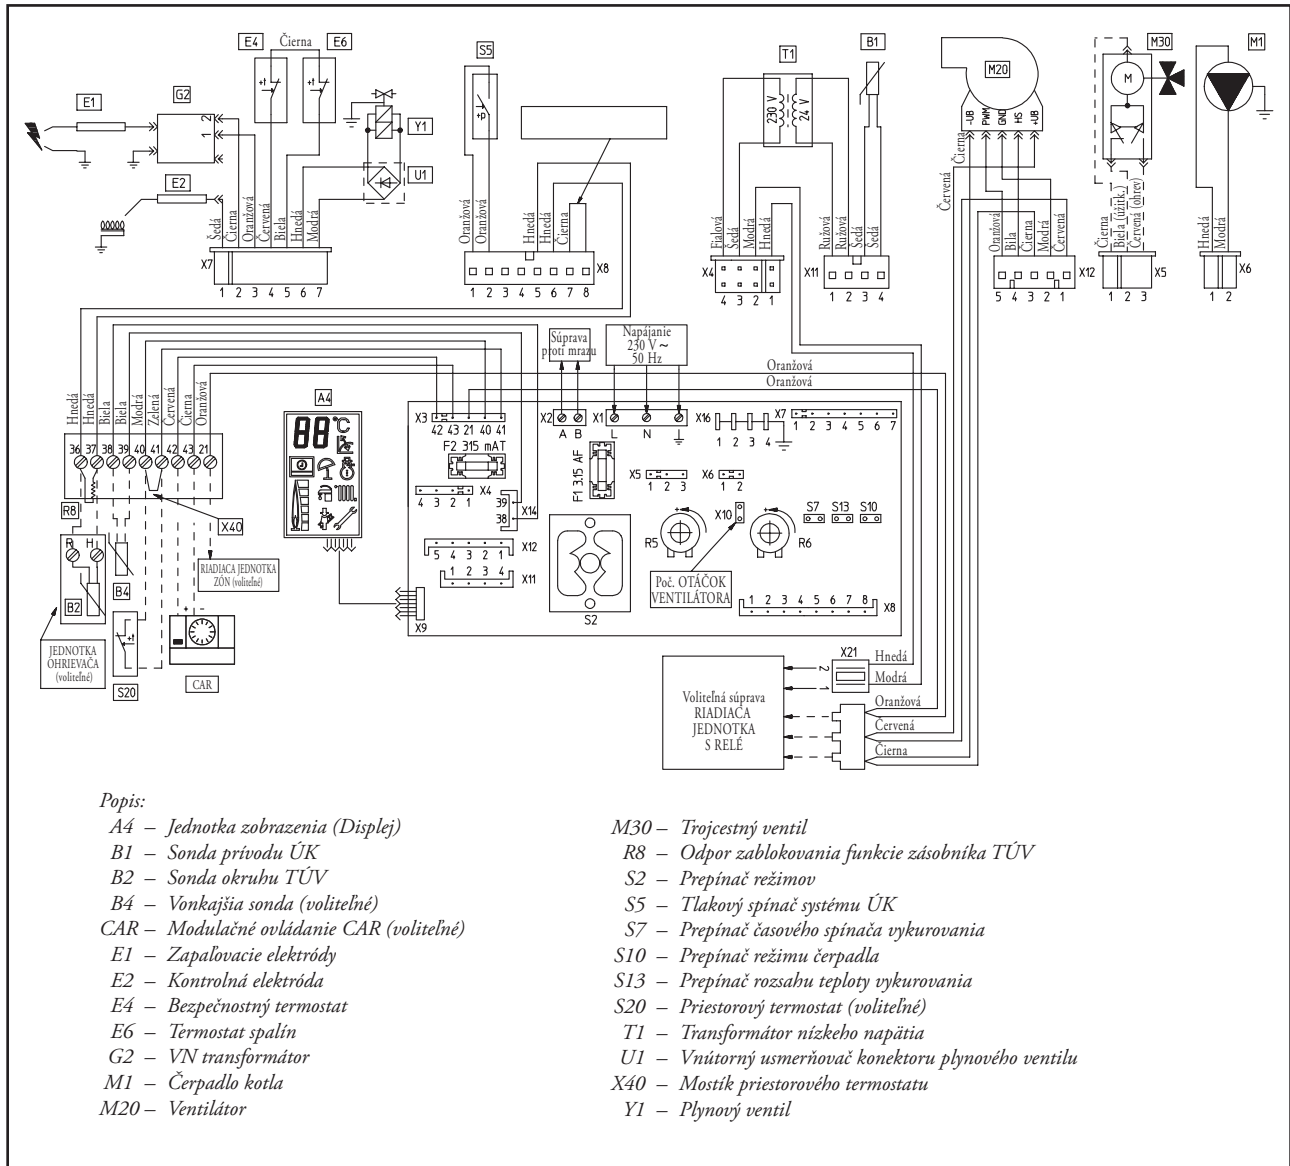 E4 Čierna E6
S5
T1
B1
M20
M30
M1
E1
G2
2
1
+t
+t
Y1
U1
E2
+p
230 V
24 V
-UB
PWM
GND
HS
+UB
M
Šedá
Čierna
Oranžová
Červená
Biela
Hnedá
Modrá
X7
1 2 3 4 5 6 7
Oranžová
Oranžová
Hnedá
Hnedá
Čierna
X8
1 2 3 4 5 6 7 8
Fialová
Šedá
Modrá
Hnedá
X4
4 3 2 1
Ružová
Ružová
Šedá
Šedá
X11
1 2 3 4
Čierna
Červená
Oranžová
Bila
Čierna
Modrá
Červená
X12
5 4 3 2 1
Čierna
Biela (úžitk.)
Červená (ohrev)
X5
1 2 3
Hnedá
Modrá
X6
1 2
Súprava
proti mrazu
Napájanie
230 V ~
50 Hz
Oranžová
Oranžová
Hnedá
Hnedá
Biela
Biela
Modrá
Zelená
Červená
Čierna
Oranžová
36 37 38 39 40 41 42 43 21
A4
88 °C
X3
42 43 21 40 41
F2 315 mAT
X4
4 3 2 1
X14
39
38
X12
5 4 3 2 1
1 2 3 4
X11
X9
X2
A B
X1
L N
F1 3.15 AF
X16
1 2 3 4
X7
1 2 3 4 5 6 7
X5
1 2 3
X6
1 2
X10
S7 S13 S10
R5
R6
Poč. OTÁČOK
VENTILÁTORA
S2
1 2 3 4 5 6 7 8
X8
R8
X40
R H
B2
B4
RIADIACA JEDNOTKA
ZÓN (voliteľné)
JEDNOTKA
OHRIEVAČA
(voliteľné)
+t
S20
+ -
CAR
X21
2
1
Hnedá
Modrá
Oranžová
Červená
Čierna
Voliteľná súprava
RIADIACA
JEDNOTKA
S RELÉ
Popis:
A4 – Jednotka zobrazenia (Displej)
B1 – Sonda prívodu ÚK
B2 – Sonda okruhu TÚV
B4 – Vonkajšia sonda (voliteľné)
CAR – Modulačné ovládanie CAR (voliteľné)
E1 – Zapaľovacie elektródy
E2 – Kontrolná elektróda
E4 – Bezpečnostný termostat
E6 – Termostat spalín
G2 – VN transformátor
M1 – Čerpadlo kotla
M20 – Ventilátor
M30 – Trojcestný ventil
R8 – Odpor zablokovania funkcie zásobníka TÚV
S2 – Prepínač režimov
S5 – Tlakový spínač systému ÚK
S7 – Prepínač časového spínača vykurovania
S10 – Prepínač režimu čerpadla
S13 – Prepínač rozsahu teploty vykurovania
S20 – Priestorový termostat (voliteľné)
T1 – Transformátor nízkeho napätia
U1 – Vnútorný usmerňovač konektoru plynového ventilu
X40 – Mostík priestorového termostatu
Y1 – Plynový ventil